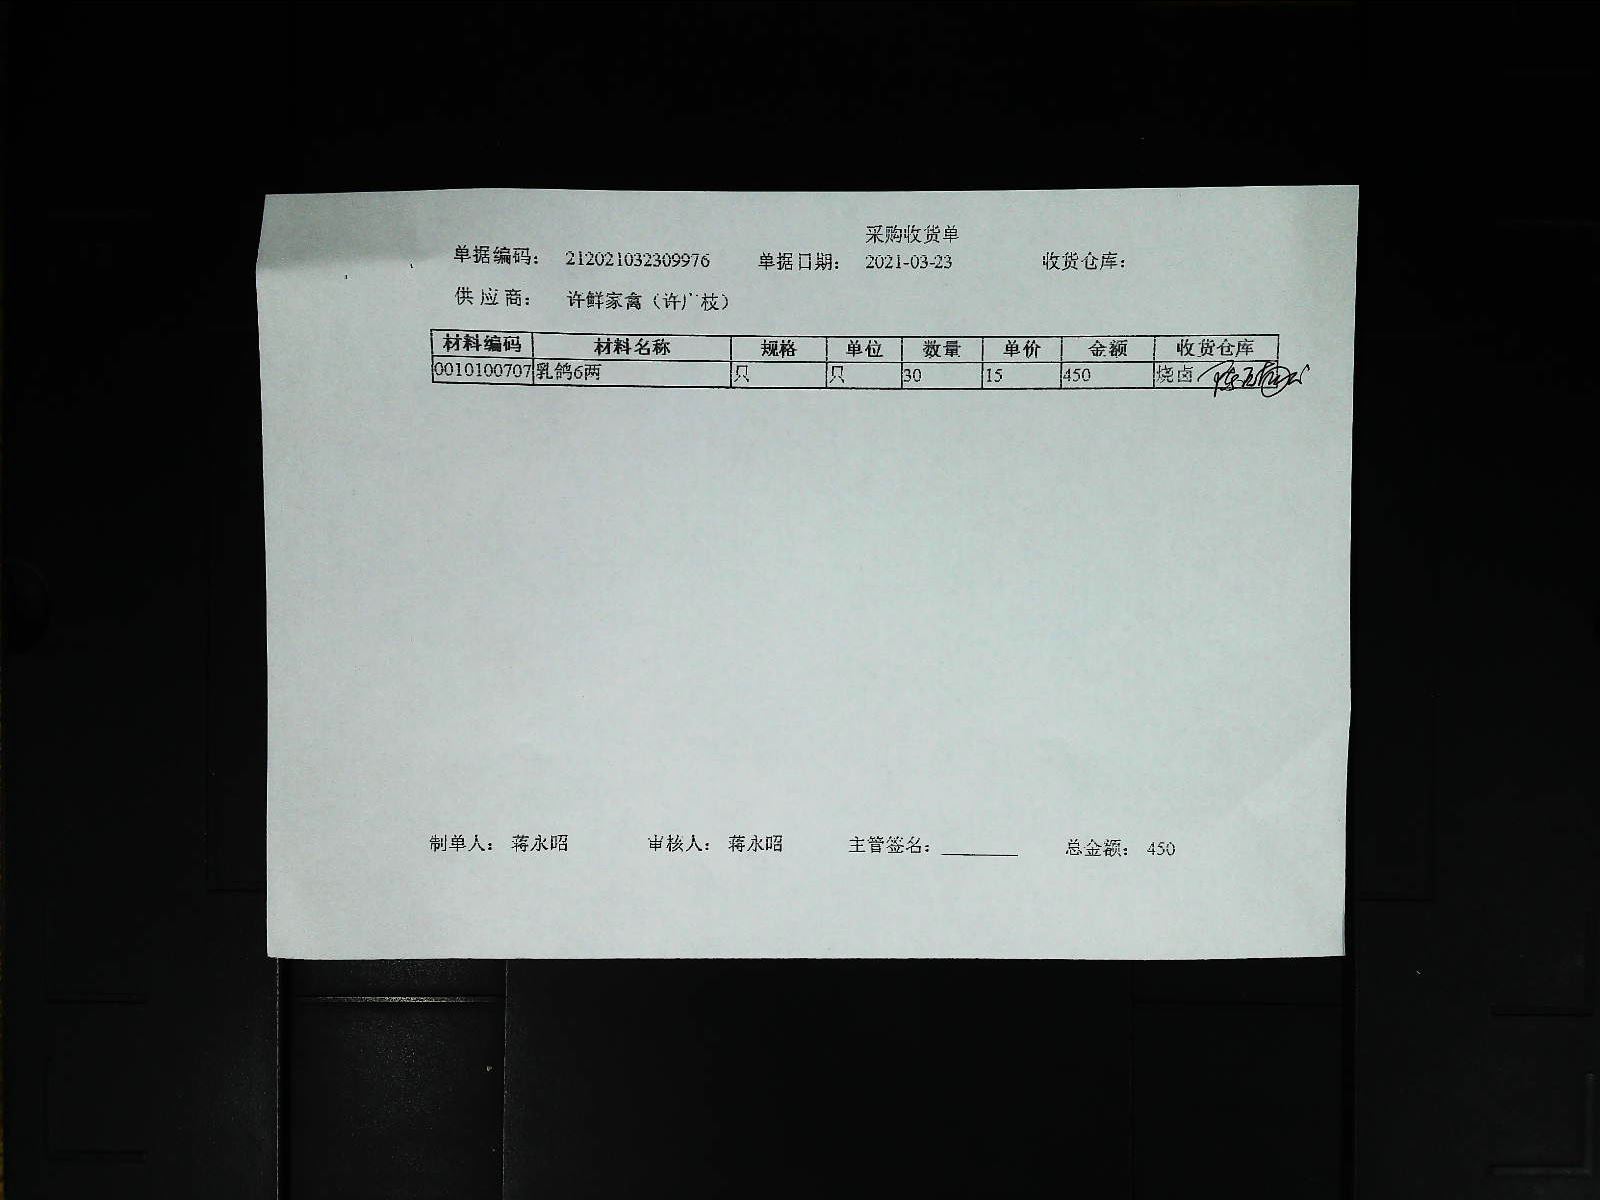 采购收货单
单据编码： 212021032309976 单据日期： 2021-03-23 收货仓库：
供应商： 许鲜家禽（许广枝）
材料编码 材料名称 规格 单位 数量 单价 金额 收货仓库
0010100707 乳鸽6两 只 只 30 15 450 烧卤
制单人： 蒋永昭 审核人： 蒋永昭 主管签名： 总金额： 450